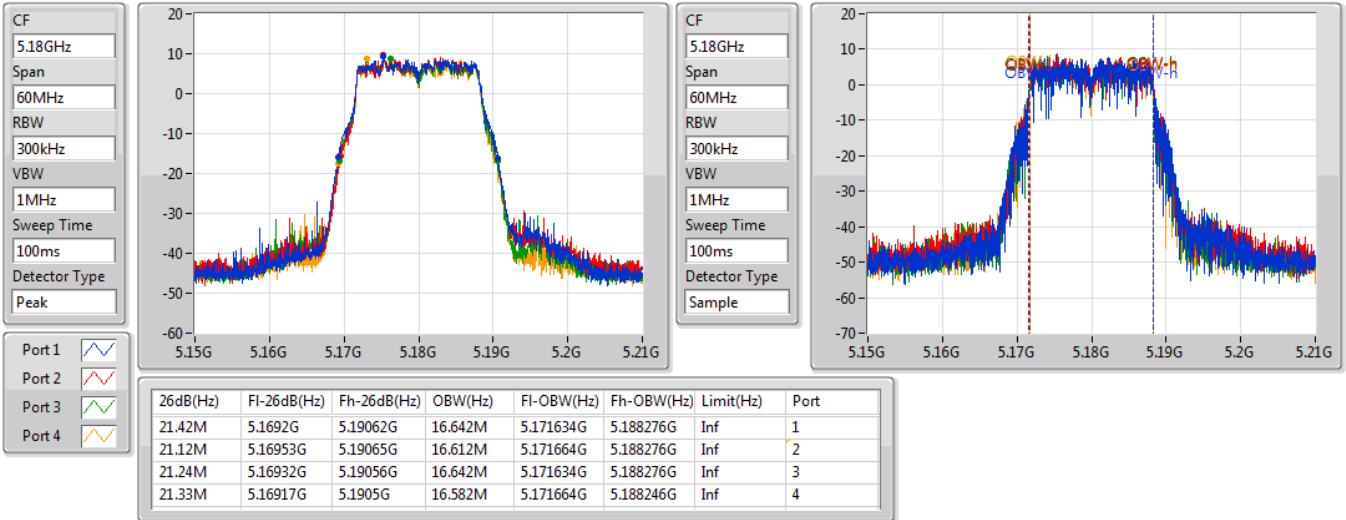 CF
5.18GHz
Span
60MHz
RBW
300kHz
VBW
1MHz
Sweep Time
100ms
Detector Type
Peak
20
10
0
-10
-20
-30
-40
-50
-60
5.15G 5.16G 5.17G 5.18G 5.19G 5.2G 5.21G
CF
5.18GHz
Span
60MHz
RBW
300kHz
VBW
1MHz
Sweep Time
100ms
Detector Type
Sample
20
10
0
-10
-20
-30
-40
-50
-60
-70
OBW-h
5.15G 5.16G 5.17G 5.18G 5.19G 5.2G 5.21G
Port 1
Port 2
Port 3
Port 4
26dB(Hz) Fl-26dB(Hz) Fh-26dB(Hz) OBW(Hz) Fl-OBW(Hz) Fh-OBW(Hz) Limit(Hz) Port
21.42M 5.1692G 5.19062G 16.642M 5.171634G 5.188276G Inf 1
21.12M 5.16953G 5.19065G 16.612M 5.171664G 5.188276G Inf 2
21.24M 5.16932G 5.19056G 16.642M 5.171634G 5.188276G Inf 3
21.33M 5.16917G 5.1905G 16.582M 5.171664G 5.188246G Inf 4